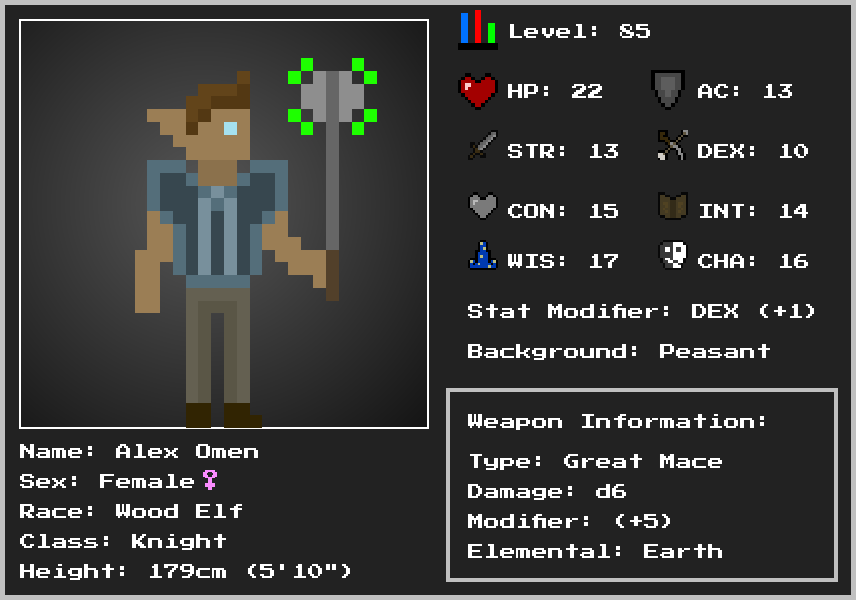 Level: 85
HP: 22
AC: 13
STR: 13
DEX: 10
CON: 15
INT: 14
WIS: 17
CHA: 16
Stat Modifier: DEX (+1)
Background: Peasant
Weapon Information:
Type: Great Mace
Damage: d6
Modifier: (+5)
Elemental: Earth
Name: Alex Omen
Sex: Female♀
Race: Wood Elf
Class: Knight
Height: 179cm (5'10")